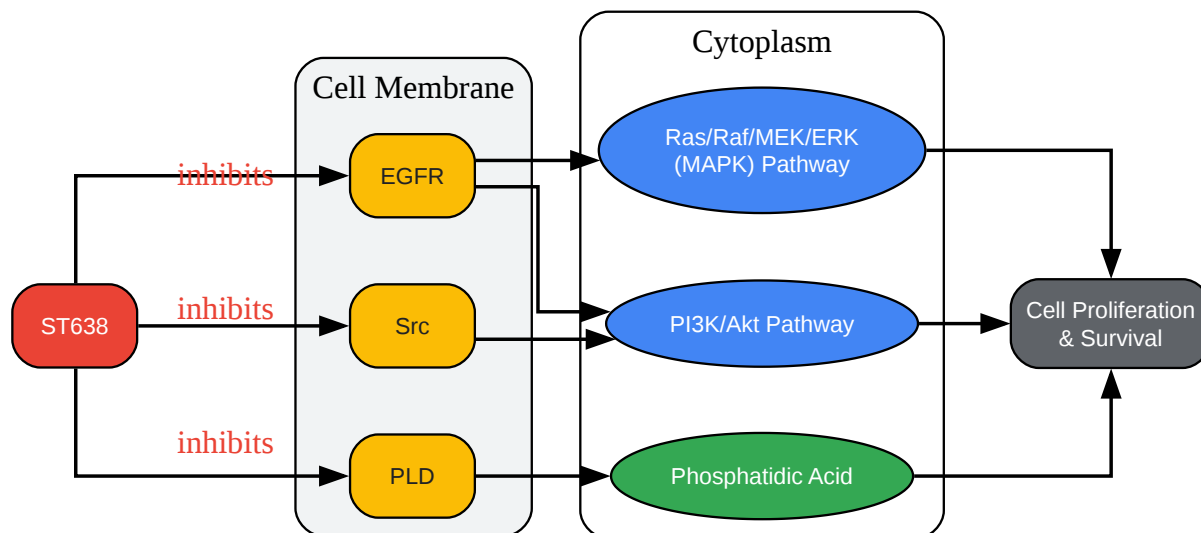 Cytoplasm
Cell Membrane
Ras/Raf/MEK/ERK
(MAPK) Pathway
inhibits
EGFR
ST638
inhibits
Src
PI3K/Akt Pathway
Cell Proliferation
& Survival
inhibits
PLD
Phosphatidic Acid